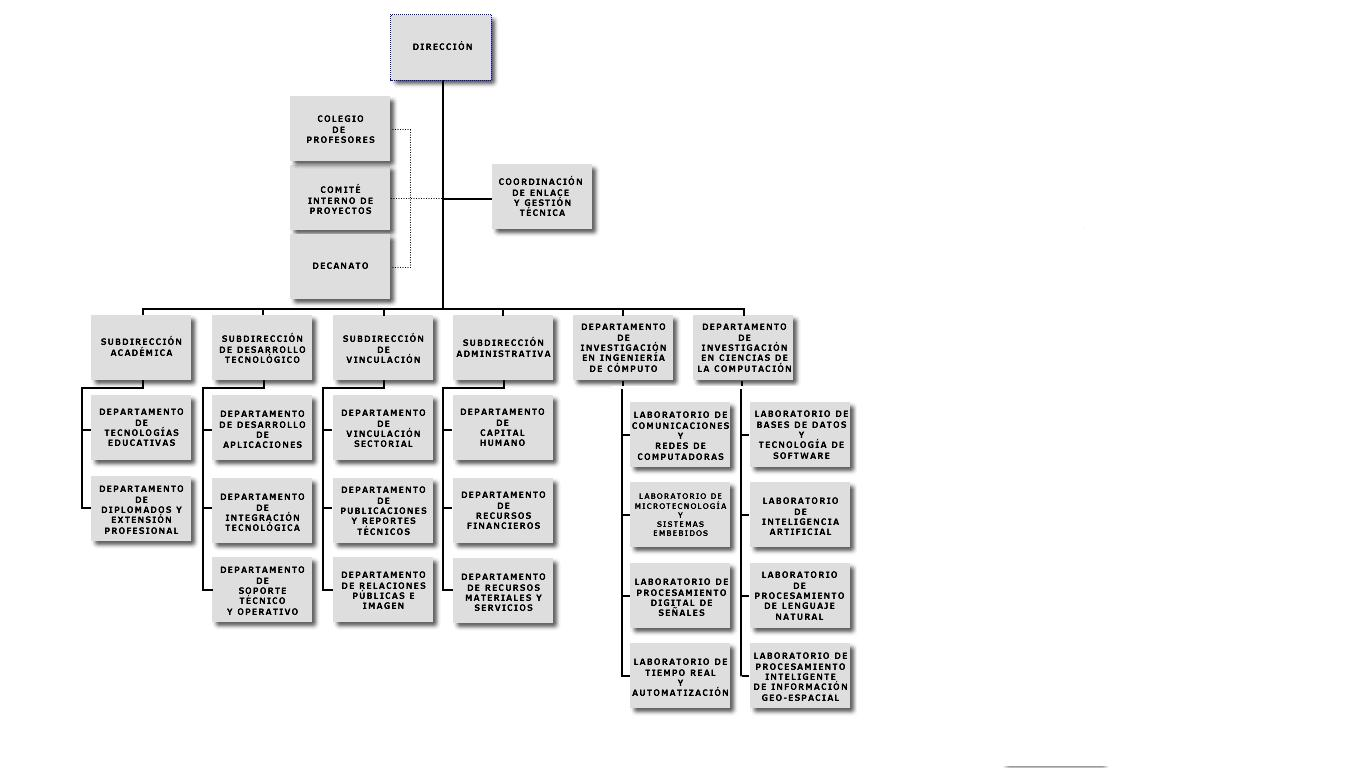 DIRECCIÓN
COLEGIO
DE
PROFESORES
COMITÉ
INTERNO DE
PROYECTOS
DECANATO
COORDINACIÓN
DE ENLACE
Y GESTIÓN
TÉCNICA
SUBDIRECCIÓN
ACADÉMICA
SUBDIRECCIÓN
DE DESARROLLO
TECNOLÓGICO
SUBDIRECCIÓN
DE
VINCULACIÓN
SUBDIRECCIÓN
ADMINISTRATIVA
DEPARTAMENTO
DE
INVESTIGACIÓN
EN INGENIERÍA
DE CÓMPUTO
DEPARTAMENTO
DE
INVESTIGACIÓN
EN CIENCIAS DE
LA COMPUTACIÓN
DEPARTAMENTO
DE
TECNOLOGÍAS
EDUCATIVAS
DEPARTAMENTO
DE DESARROLLO
DE
APLICACIONES
DEPARTAMENTO
DE
VINCULACIÓN
SECTORIAL
DEPARTAMENTO
DE
CAPITAL
HUMANO
LABORATORIO DE
COMUNICACIONES
Y
REDES DE
COMPUTADORAS
LABORATORIO DE
BASES DE DATOS
Y
TECNOLOGÍA DE
SOFTWARE
DEPARTAMENTO
DE
DIPLOMADOS Y
EXTENSIÓN
PROFESIONAL
DEPARTAMENTO
DE
INTEGRACIÓN
TECNOLÓGICA
DEPARTAMENTO
DE
PUBLICACIONES
Y REPORTES
TÉCNICOS
DEPARTAMENTO
DE
RECURSOS
FINANCIEROS
LABORATORIO DE
MICROTECNOLOGÍA
Y
SISTEMAS
EMBEBIDOS
LABORATORIO
DE
INTELIGENCIA
ARTIFICIAL
DEPARTAMENTO
DE
SOPORTE
TÉCNICO
Y OPERATIVO
DEPARTAMENTO
DE RELACIONES
PÚBLICAS E
IMAGEN
DEPARTAMENTO
DE RECURSOS
MATERIALES Y
SERVICIOS
LABORATORIO DE
PROCESAMIENTO
DIGITAL DE
SEÑALES
LABORATORIO
DE
PROCESAMIENTO
DE LENGUAJE
NATURAL
LABORATORIO DE
TIEMPO REAL
Y
AUTOMATIZACIÓN
LABORATORIO DE
PROCESAMIENTO
INTELIGENTE
DE INFORMACIÓN
GEO-ESPACIAL